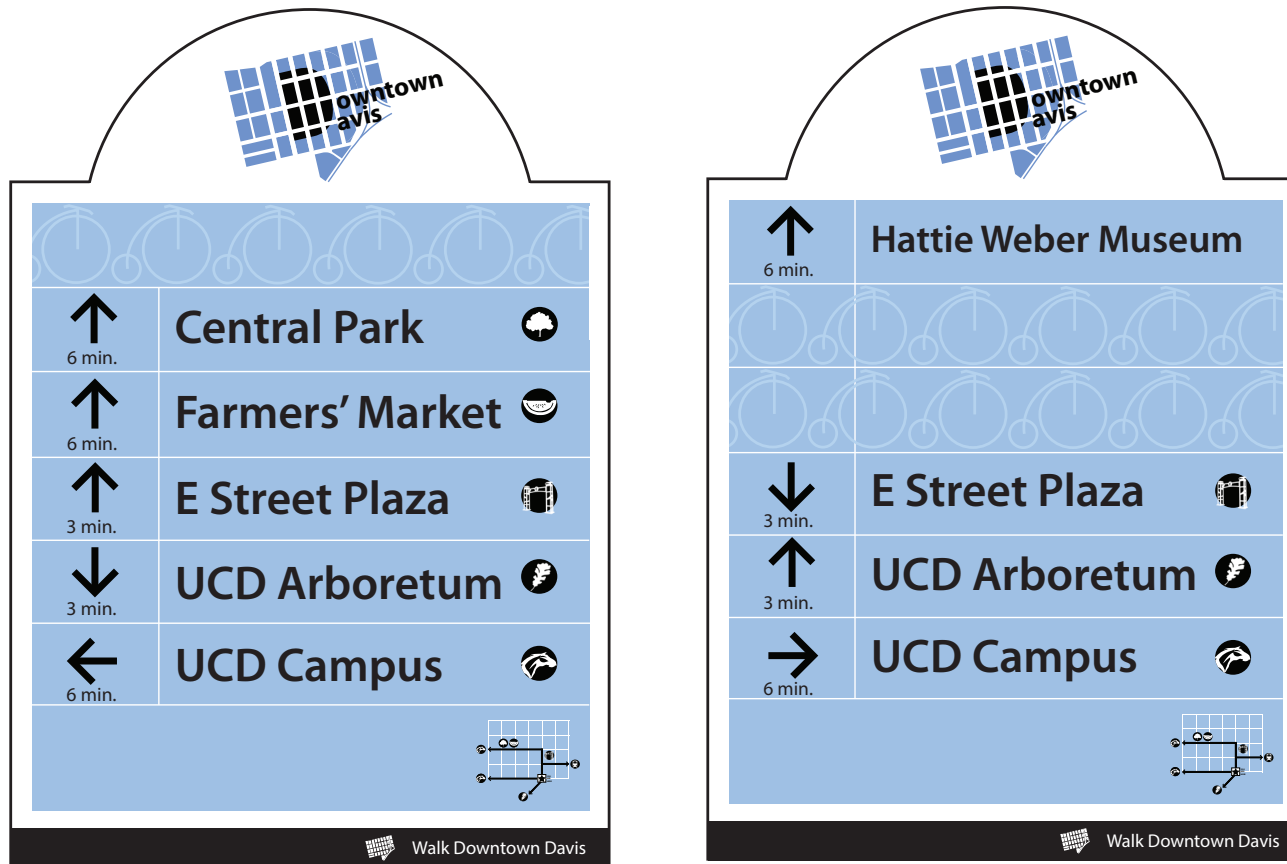 owntown
avis
Central Park
6 min.
Farmers’ Market
6 min.
E Street Plaza
3 min.
UCD Arboretum
3 min.
UCD Campus
6 min.
Walk Downtown Davis
owntown
avis
Hattie Weber Museum
6 min.
E Street Plaza
3 min.
UCD Arboretum
3 min.
UCD Campus
6 min.
Walk Downtown Davis